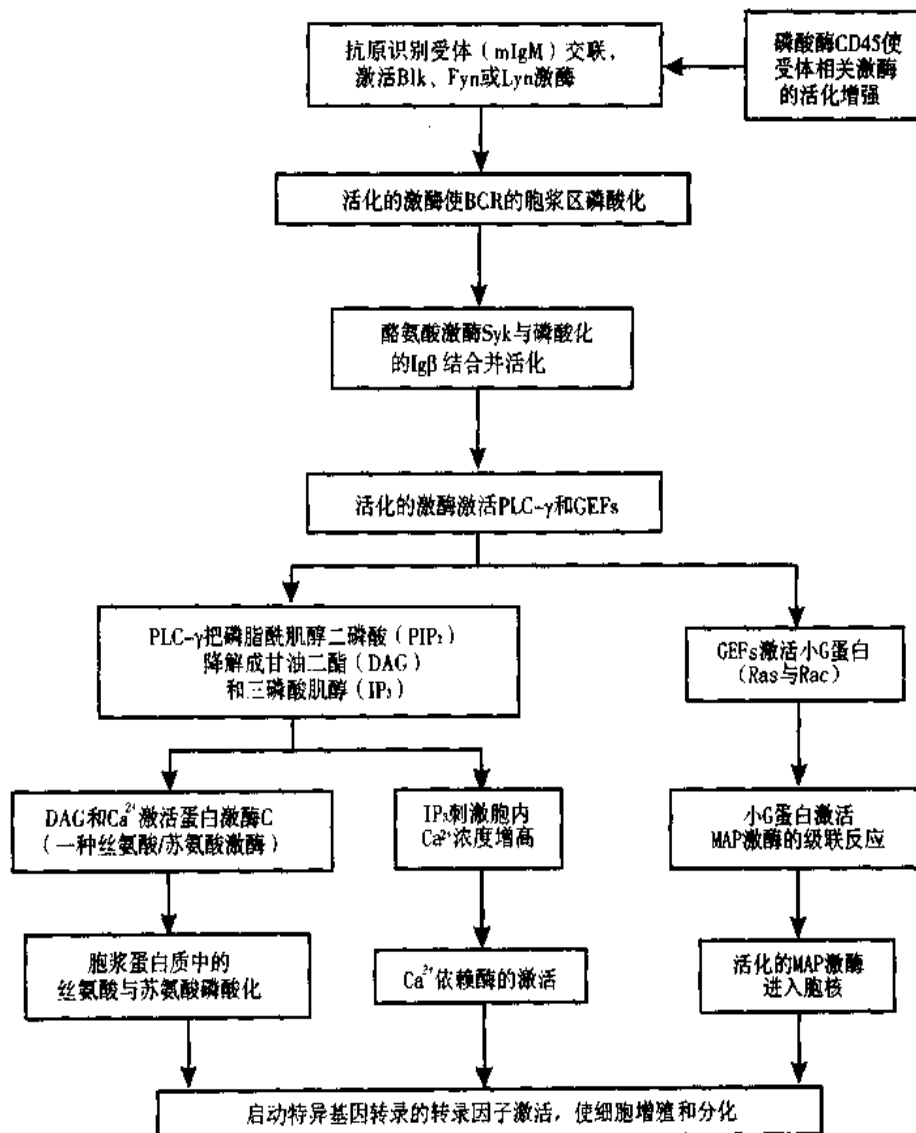 抗原识别受体（mIgM）交联，
激活Blk、Fyn或Lyn激酶
磷酸酶CD45使
受体相关激酶
的活化增强
活化的激酶使BCR的胞浆区磷酸化
酪氨酸激酶Syk与磷酸化
的Igβ 结合并活化
活化的激酶激活PLC-γ和GEFs
PLC-γ把磷脂酰肌醇二磷酸（PIP₂）
降解成甘油二酯（DAG）
和三磷酸肌醇（IP₃）
GEFs激活小G蛋白
（Ras与Rac）
DAG和Ca²⁺激活蛋白激酶C
（一种丝氨酸/苏氨酸激酶）
IP₃刺激胞内
Ca²⁺浓度增高
小G蛋白激活
MAP激酶的级联反应
胞浆蛋白质中的
丝氨酸与苏氨酸磷酸化
Ca²⁺依赖酶的激活
活化的MAP激酶
进入胞核
启动特异基因转录的转录因子激活，使细胞增殖和分化